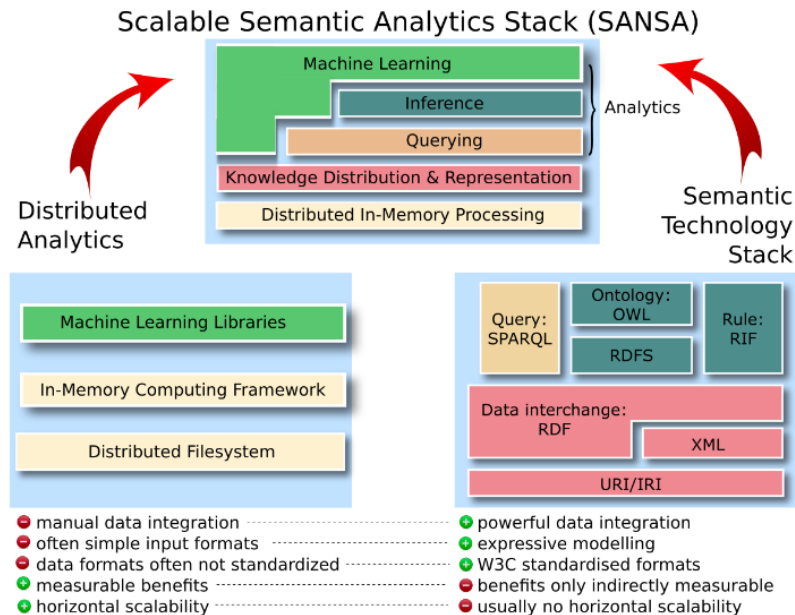 Scalable Semantic Analytics Stack (SANSA)
Machine Learning
Inference
Querying
Analytics
Knowledge Distribution & Representation
Distributed In-Memory Processing
Distributed
Analytics
Semantic
Technology
Stack
Machine Learning Libraries
In-Memory Computing Framework
Distributed Filesystem
Query:
SPARQL
Ontology:
OWL
RDFS
Rule:
RIF
Data interchange:
RDF
XML
URI/IRI
manual data integration
powerful data integration
often simple input formats
expressive modelling
data formats often not standardized
W3C standardised formats
measurable benefits
benefits only indirectly measurable
horizontal scalability
usually no horizontal scalability